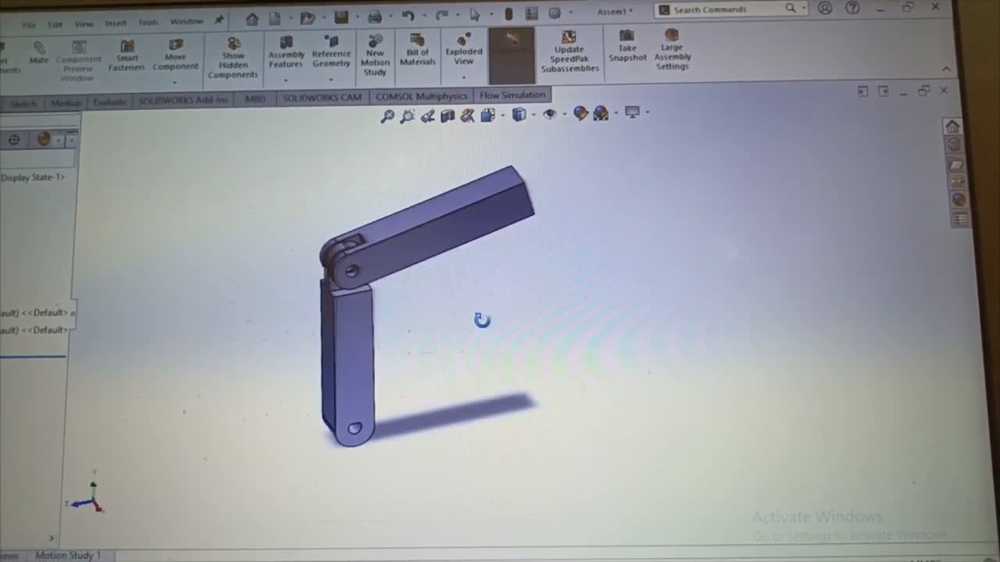 File Edit View Insert Tools Window
Assem1 *
Search Commands
Mate
Component Preview Window
Smart Fasteners
Move Component
Show Hidden Components
Assembly Features
Reference Geometry
New Motion Study
Bill of Materials
Exploded View
Update SpeedPak Subassemblies
Take Snapshot
Large Assembly Settings
Sketch Markup Evaluate SOLIDWORKS Add-Ins MBD SOLIDWORKS CAM COMSOL Multiphysics Flow Simulation
Display State-1>
ault) <<Default>
ault) <<Default>
Y
Z
Activate Windows
Go to Settings to activate Windows.
Motion Study 1